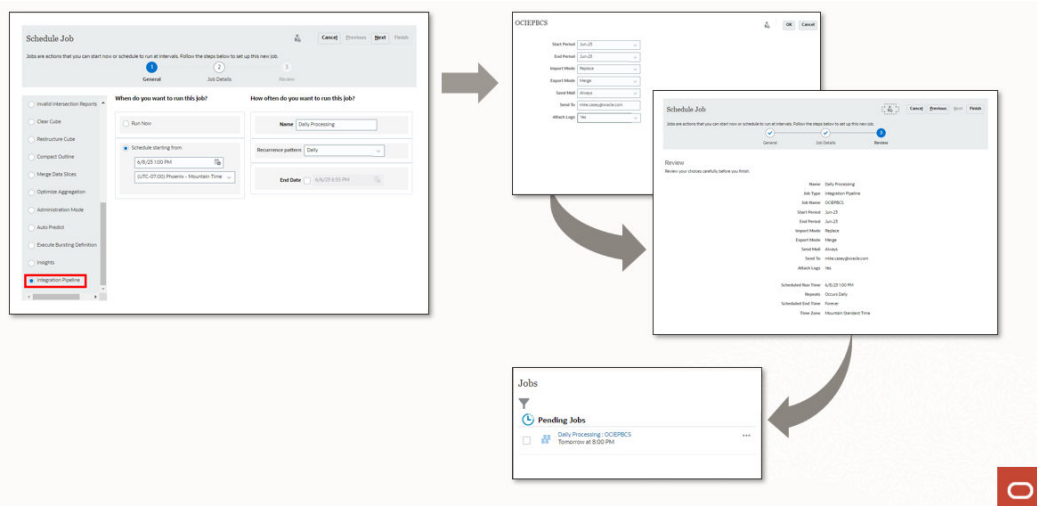 Schedule Job
Cancel Previous Next Finish
Jobs are actions that you can start now or schedule to run at intervals. Follow the steps below to set up this new job.
1 2 3
General Job Details Review
Invalid Intersection Reports
Clear Cube
Restructure Cube
Compact Outline
Merge Data Slices
Optimize Aggregation
Administration Mode
Auto Predict
Execute Bursting Definition
Insights
Integration Pipeline
When do you want to run this job?
Run Now
Schedule starting from
6/8/23 1:00 PM
(UTC-07:00) Phoenix - Mountain Time
How often do you want to run this job?
Name Daily Processing
Recurrence pattern Daily
End Date
OCIEPBCS
OK Cancel
Start Period Jun-23
End Period Jun-23
Import Mode Replace
Export Mode Merge
Send Mail Always
Send To mike.casey@oracle.com
Attach Logs Yes
Schedule Job
Cancel Previous Next Finish
Jobs are actions that you can start now or schedule to run at intervals. Follow the steps below to set up this new job.
3
General Job Details Review
Review
Review your choices carefully before you finish.
Name Daily Processing
Job Type Integration Pipeline
Job Name OCIEPBCS
Start Period Jun-23
End Period Jun-23
Import Mode Replace
Export Mode Merge
Send Mail Always
Send To mike.casey@oracle.com
Attach Logs Yes
Scheduled Start Time 6/8/23 1:00 PM
Repeats Occurs Daily
Scheduled End Time Forever
Time Zone Mountain Standard Time
Jobs
Pending Jobs
Daily Processing : OCIEPBCS
Tomorrow at 8:00 PM